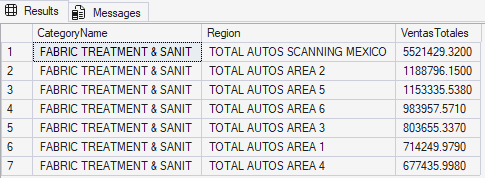 Results Messages
CategoryName Region VentasTotales
1 FABRIC TREATMENT & SANIT TOTAL AUTOS SCANNING MEXICO 5521429.3200
2 FABRIC TREATMENT & SANIT TOTAL AUTOS AREA 2 1188796.1500
3 FABRIC TREATMENT & SANIT TOTAL AUTOS AREA 5 1153335.5380
4 FABRIC TREATMENT & SANIT TOTAL AUTOS AREA 6 983957.5710
5 FABRIC TREATMENT & SANIT TOTAL AUTOS AREA 3 803655.3370
6 FABRIC TREATMENT & SANIT TOTAL AUTOS AREA 1 714249.9790
7 FABRIC TREATMENT & SANIT TOTAL AUTOS AREA 4 677435.9980